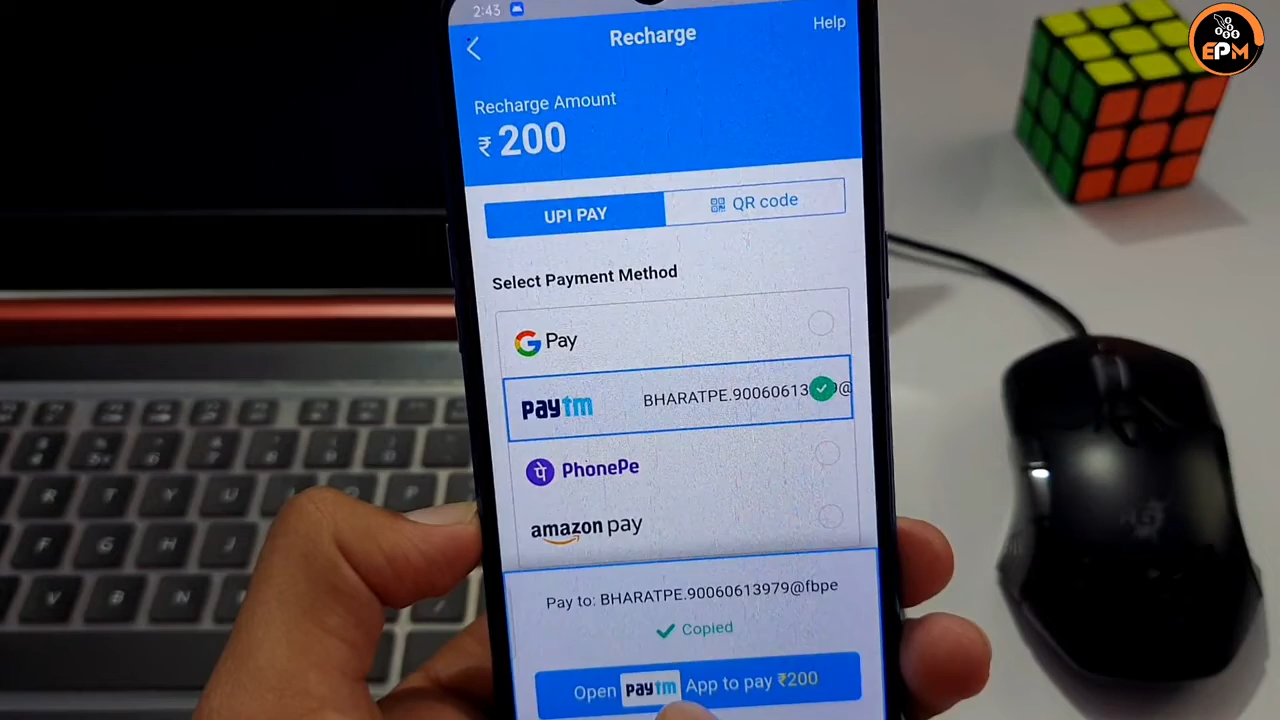 2:43
Recharge
Help
Recharge Amount
₹ 200
UPI PAY
QR code
Select Payment Method
G Pay
paytm
BHARATPE.90060613
9@
पे PhonePe
amazon pay
Pay to: BHARATPE.90060613979@fbpe
Copied
Open paytm App to pay ₹200
EPM
R
T
Y
U
P
F
G
H
J
V
B
N